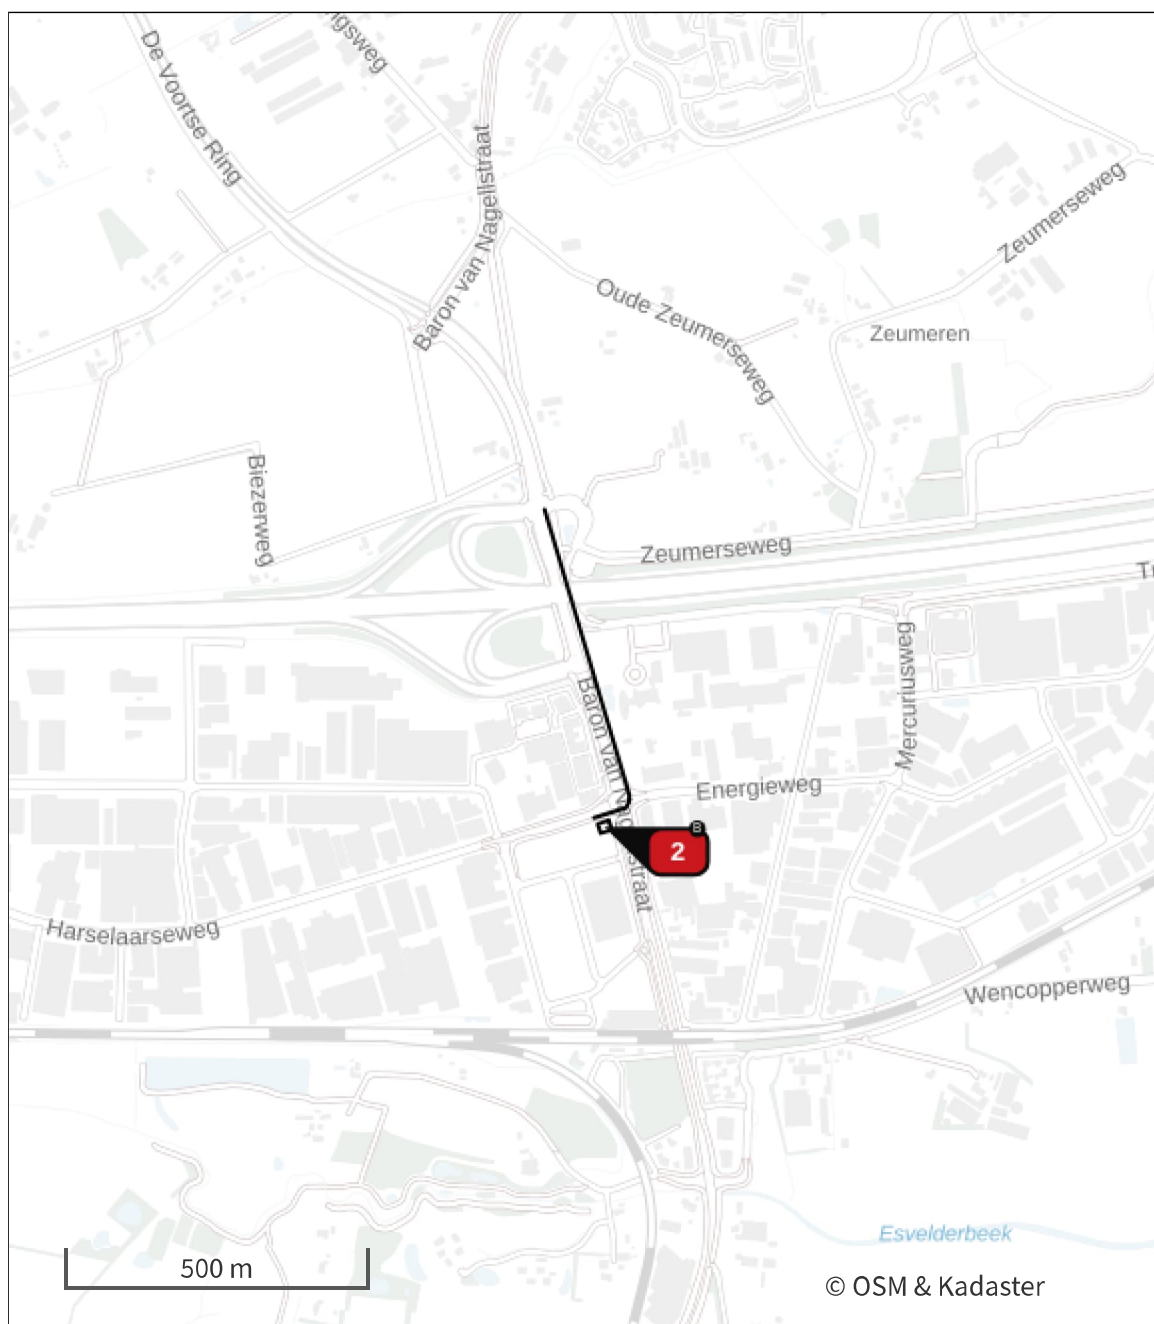 ngsweg
De Voortse Ring
Baron van Nagellstraat
Zeumerseweg
Oude Zeumerseweg
Zeumeren
Biezerweg
Zeumerseweg
Mercuriusweg
Baron van N
g
straat
Energieweg
B
2
Harselaarseweg
Wencopperweg
Esvelderbeek
500 m
© OSM & Kadaster